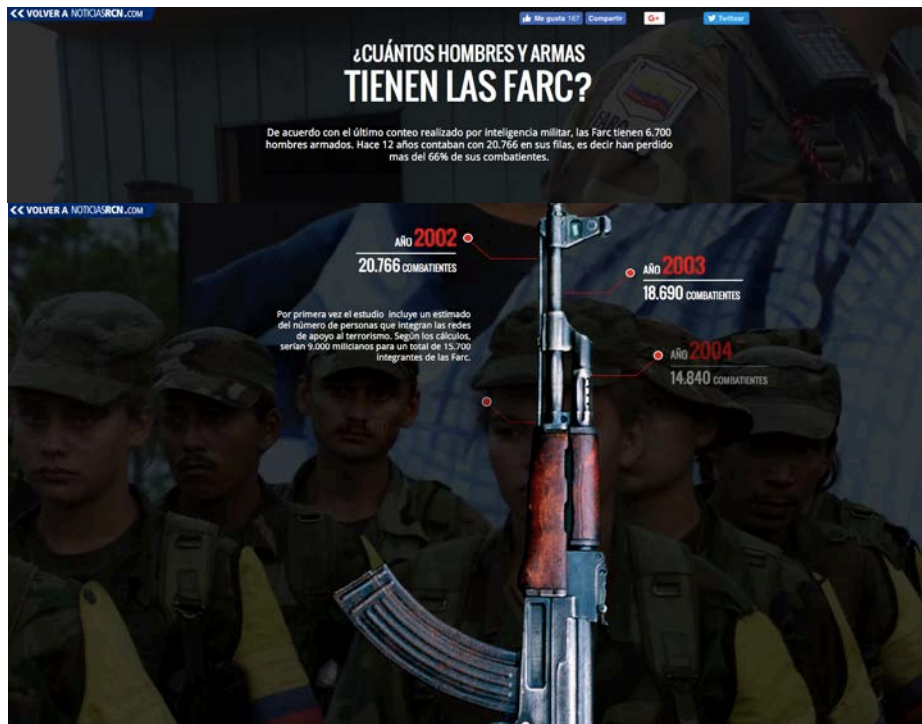 << VOLVER A NOTICIASRCN.COM
Me gusta 167 Compartir G+ Twittear
¿CUÁNTOS HOMBRES Y ARMAS
TIENEN LAS FARC?
De acuerdo con el último conteo realizado por inteligencia militar, las Farc tienen 6.700
hombres armados. Hace 12 años contaban con 20.766 en sus filas, es decir han perdido
mas del 66% de sus combatientes.
FARC
<< VOLVER A NOTICIASRCN.COM
AÑO 2002
20.766 COMBATIENTES
AÑO 2003
18.690 COMBATIENTES
Por primera vez el estudio incluye un estimado
del número de personas que integran las redes
de apoyo al terrorismo. Según los cálculos,
serían 9.000 milicianos para un total de 15.700
integrantes de las Farc.
AÑO 2004
14.840 COMBATIENTES